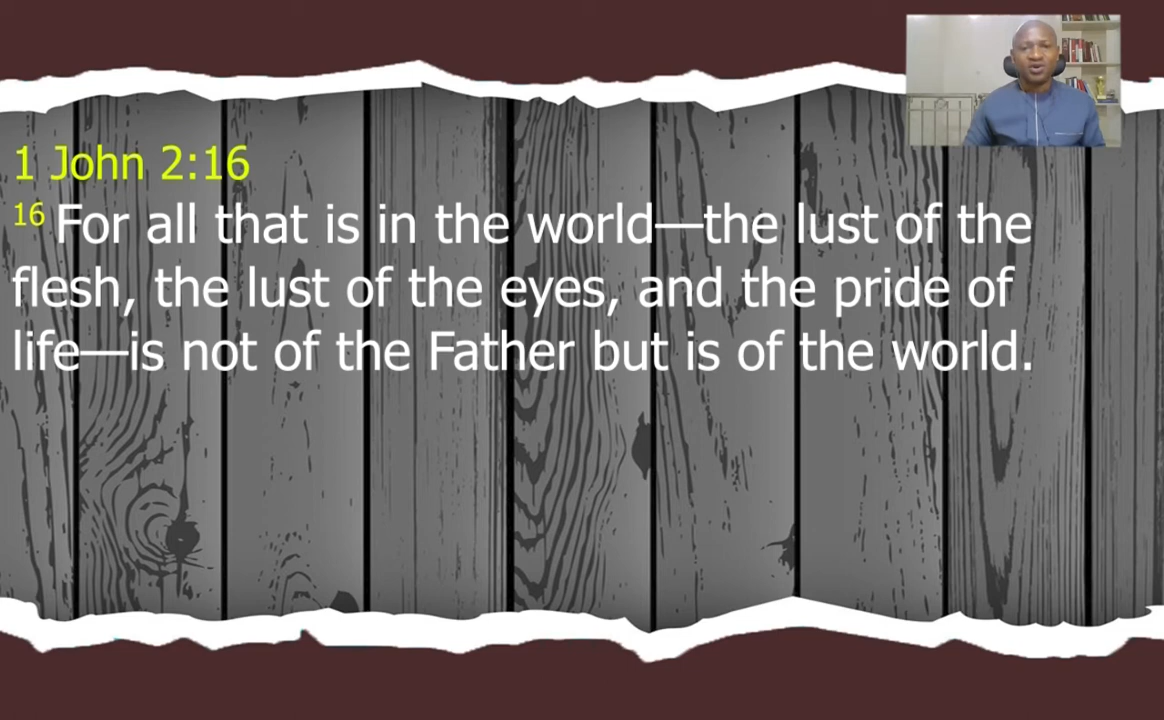 1 John 2:16
16 For all that is in the world—the lust of the
flesh, the lust of the eyes, and the pride of
life—is not of the Father but is of the world.